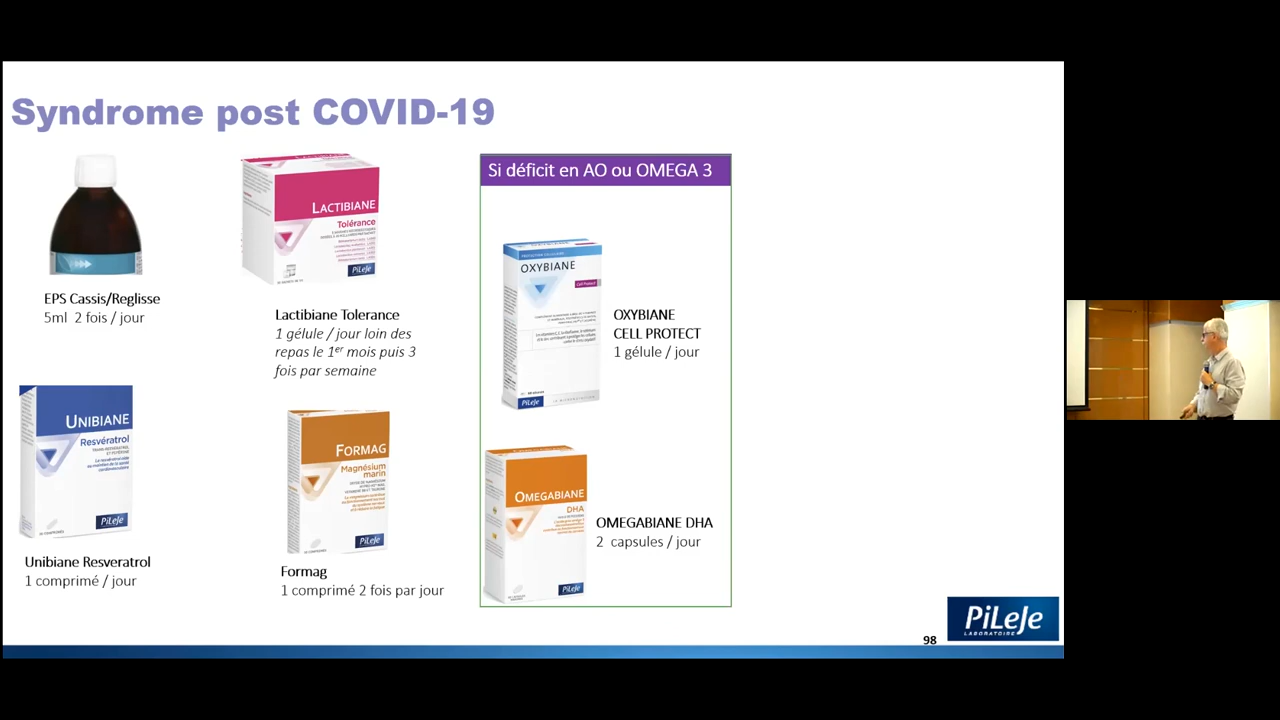 Syndrome post COVID-19
EPS Cassis/Reglisse
5ml 2 fois / jour
LACTIBIANE
Tolérance
PiLeJe
Lactibiane Tolerance
1 gélule / jour loin des
repas le 1er mois puis 3
fois par semaine
UNIBIANE
Resvératrol
PiLeJe
Unibiane Resveratrol
1 comprimé / jour
FORMAG
Magnésium
marin
PiLeJe
Formag
1 comprimé 2 fois par jour
Si déficit en AO ou OMEGA 3
OXYBIANE
Cell Protect
PiLeJe
OXYBIANE
CELL PROTECT
1 gélule / jour
OMEGABIANE
DHA
PiLeJe
OMEGABIANE DHA
2 capsules / jour
PiLeJe
LABORATOIRE
98